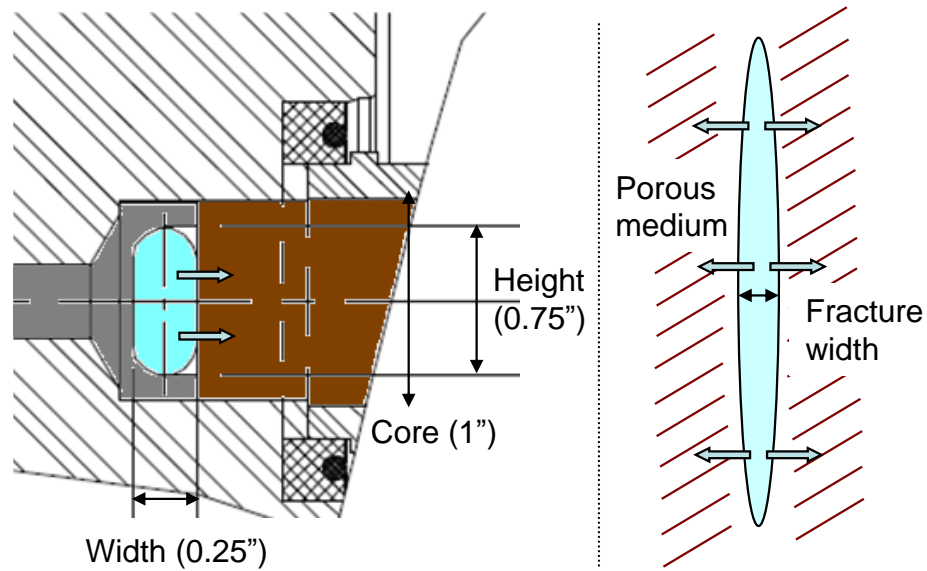 Height
(0.75”)
Core (1”)
Width (0.25”)
Porous
medium
Fracture
width